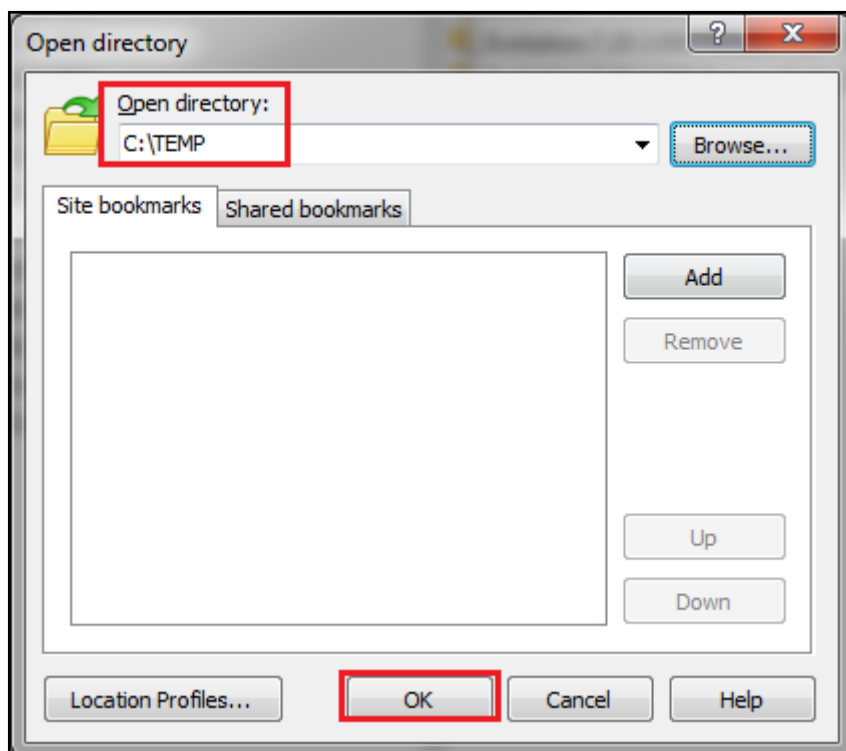 Open directory
?
X
Open directory:
C:\TEMP
Browse...
Site bookmarks
Shared bookmarks
Add
Remove
Up
Down
Location Profiles...
OK
Cancel
Help